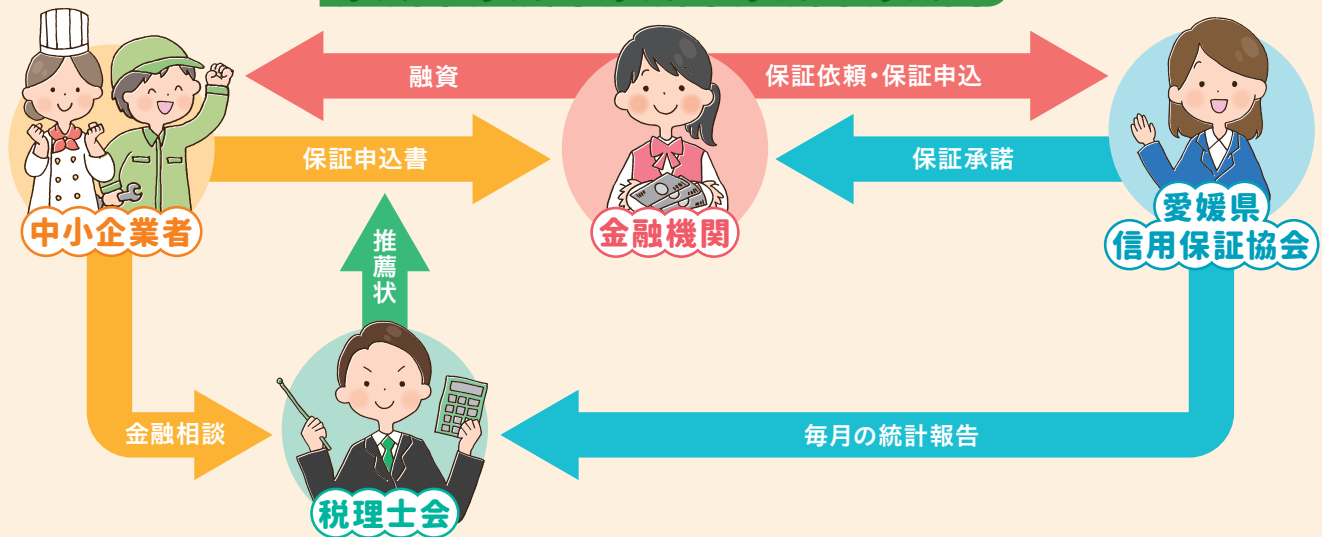 融資
保証依頼・保証申込
保証申込書
保証承諾
中小企業者
金融機関
愛媛県
信用保証協会
推薦状
金融相談
毎月の統計報告
税理士会